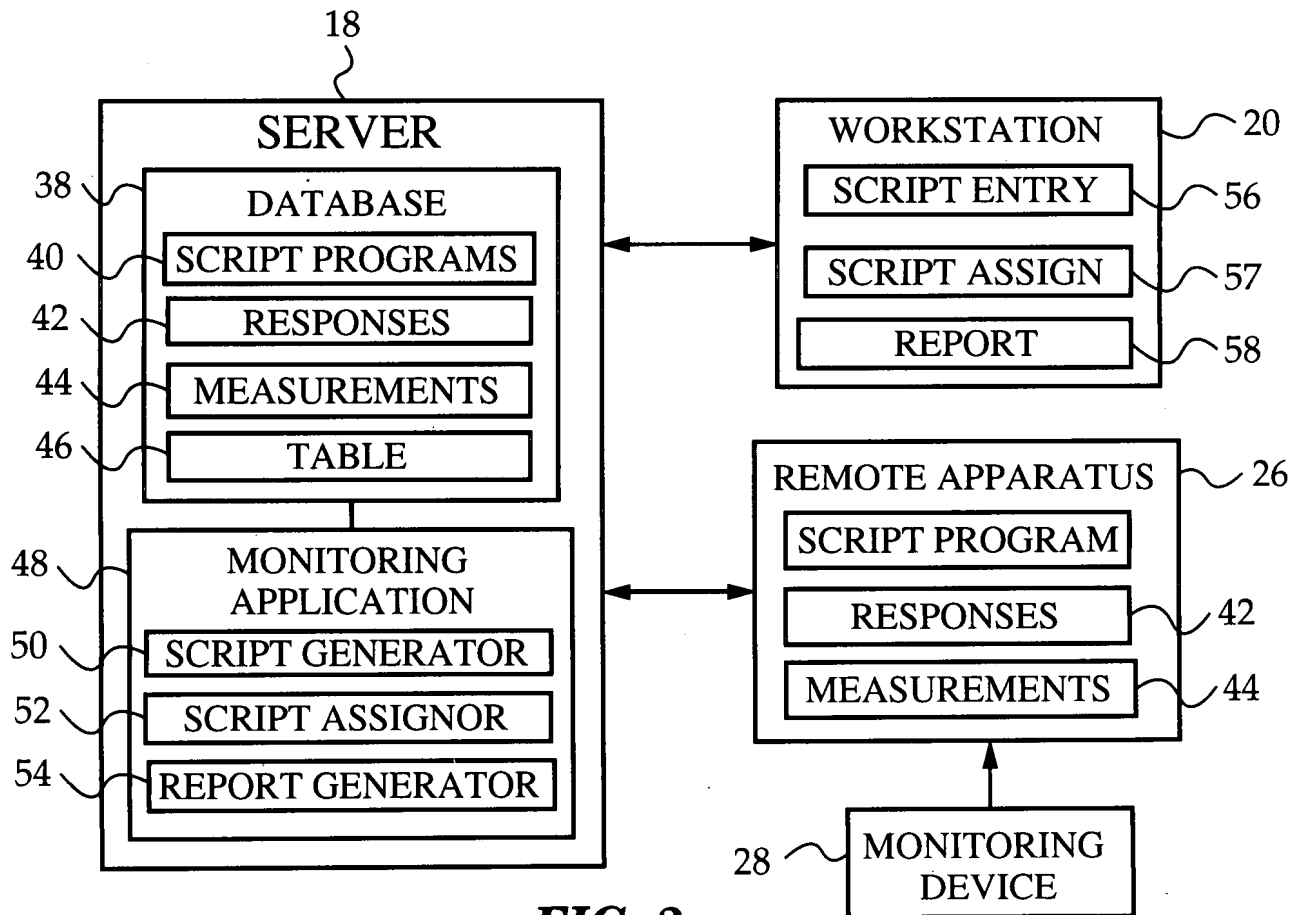 18
SERVER
38
DATABASE
40
SCRIPT PROGRAMS
42
RESPONSES
44
MEASUREMENTS
46
TABLE
48
MONITORING
APPLICATION
50
SCRIPT GENERATOR
52
SCRIPT ASSIGNOR
54
REPORT GENERATOR
WORKSTATION
20
SCRIPT ENTRY
56
SCRIPT ASSIGN
57
REPORT
58
REMOTE APPARATUS
26
SCRIPT PROGRAM
RESPONSES
42
MEASUREMENTS
44
28
MONITORING
DEVICE